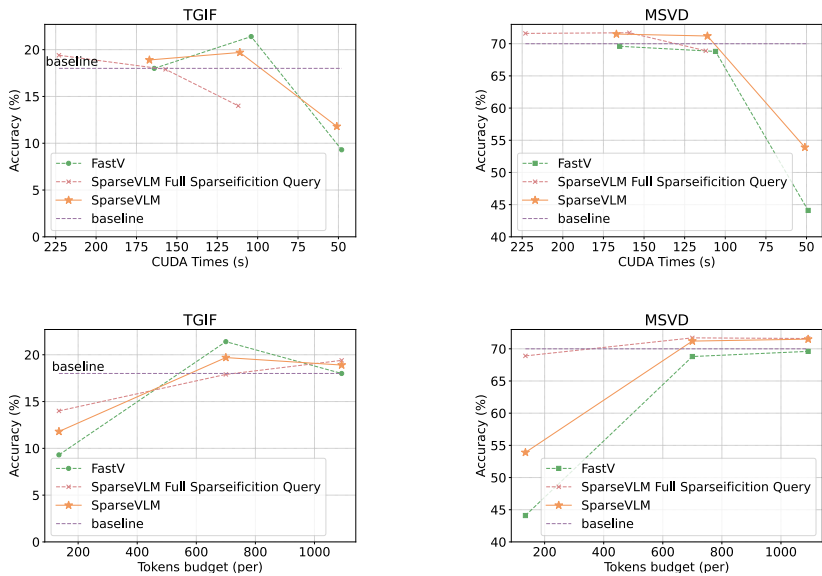 TGIF
baseline
Accuracy (%)
20
15
10
5
0
FastV
SparseVLM Full Sparseificition Query
SparseVLM
baseline
225 200 175 150 125 100 75 50
CUDA Times (s)
MSVD
Accuracy (%)
75
70
65
60
55
50
45
40
FastV
SparseVLM Full Sparseificition Query
SparseVLM
baseline
225 200 175 150 125 100 75 50
CUDA Times (s)
TGIF
baseline
Accuracy (%)
20
15
10
5
0
FastV
SparseVLM Full Sparseificition Query
SparseVLM
baseline
200 400 600 800 1000
Tokens budget (per)
MSVD
Accuracy (%)
70
65
60
55
50
45
40
FastV
SparseVLM Full Sparseificition Query
SparseVLM
baseline
200 400 600 800 1000
Tokens budget (per)